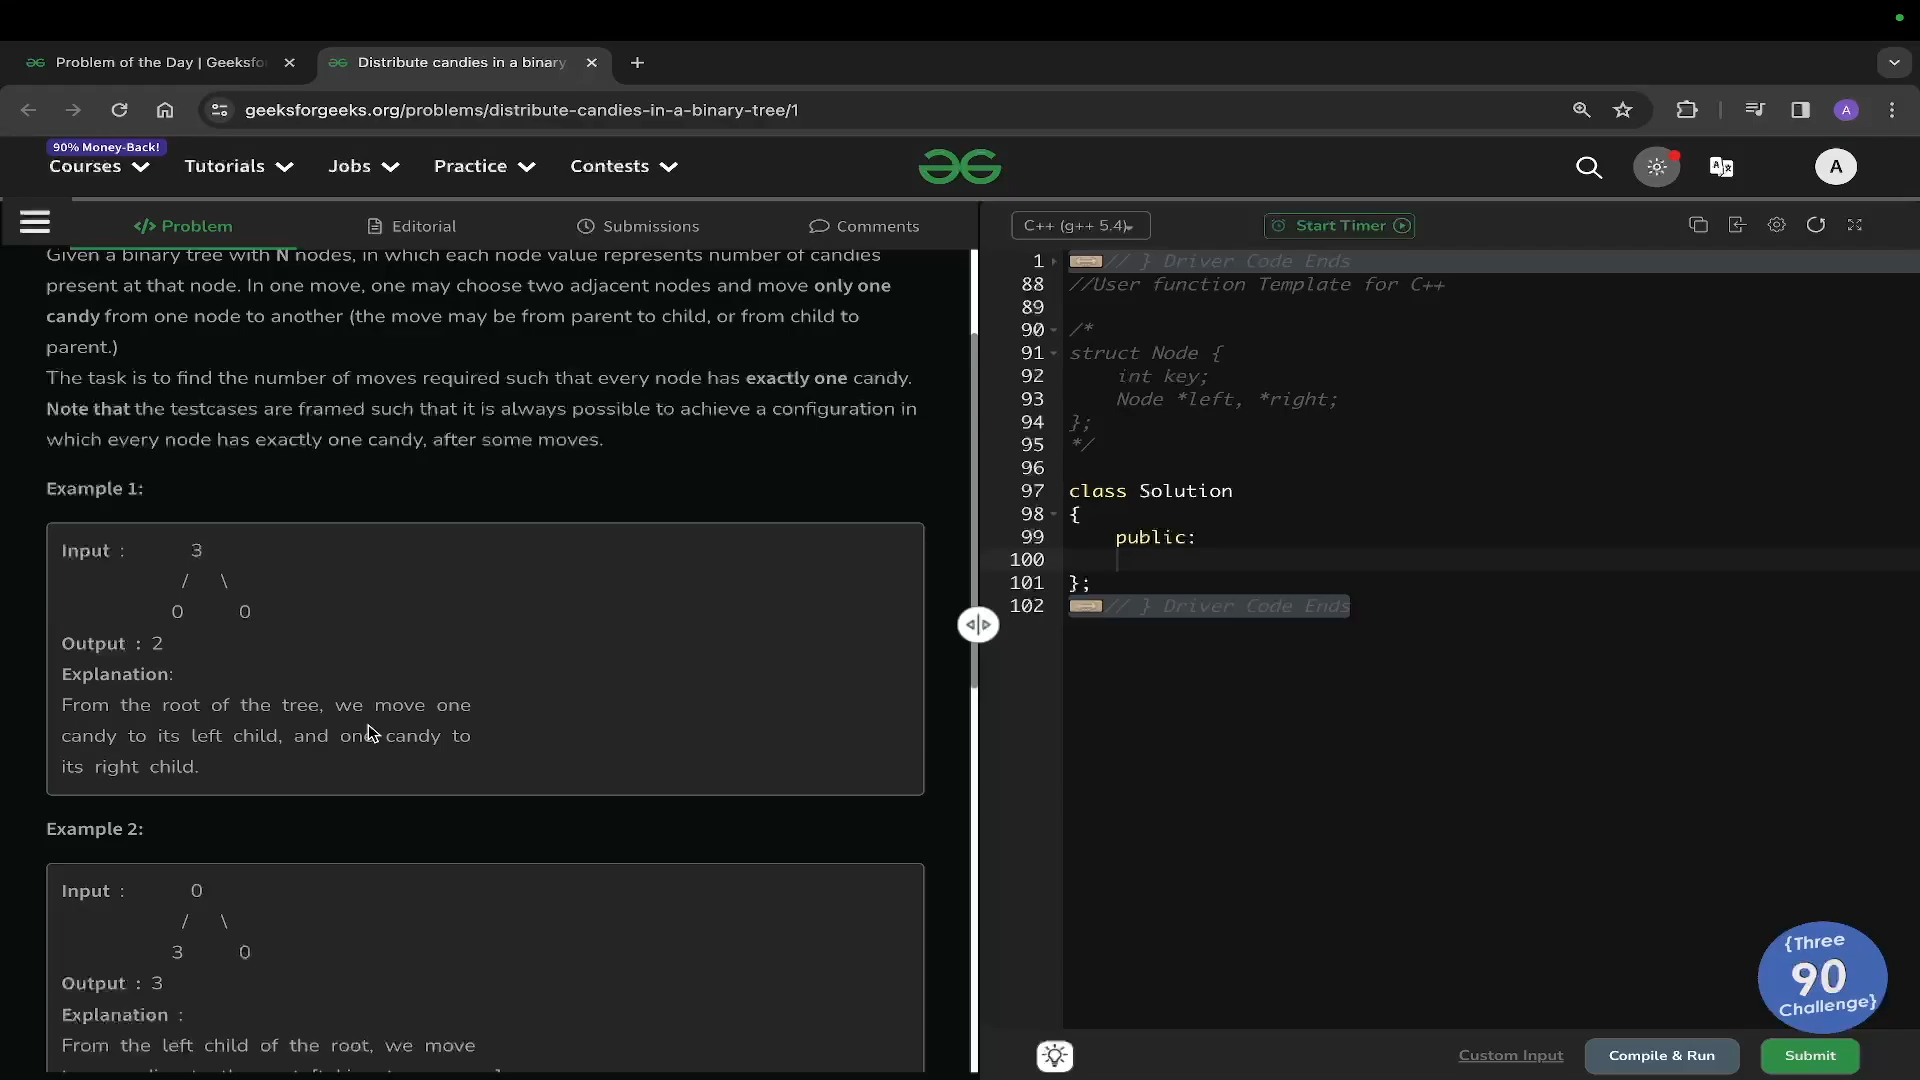 Problem of the Day | Geeksfo
Distribute candies in a binary
geeksforgeeks.org/problems/distribute-candies-in-a-binary-tree/1
A
90% Money-Back!
Courses Tutorials Jobs Practice Contests
A
Problem Editorial Submissions Comments
Given a binary tree with N nodes, in which each node value represents number of candies
present at that node. In one move, one may choose two adjacent nodes and move only one
candy from one node to another (the move may be from parent to child, or from child to
parent.)
The task is to find the number of moves required such that every node has exactly one candy.
Note that the testcases are framed such that it is always possible to achieve a configuration in
which every node has exactly one candy, after some moves.
Example 1:
Input : 3
/ \
0 0
Output : 2
Explanation:
From the root of the tree, we move one
candy to its left child, and one candy to
its right child.
Example 2:
Input : 0
/ \
3 0
Output : 3
Explanation :
From the left child of the root, we move
C++ (g++ 5.4)
Start Timer
1 // } Driver Code Ends
88 //User function Template for C++
89
90 /*
91 struct Node {
92 int key;
93 Node *left, *right;
94 };
95 */
96
97 class Solution
98 {
99 public:
100
101 };
102 // } Driver Code Ends
{Three
90
Challenge}
Custom Input
Compile & Run
Submit